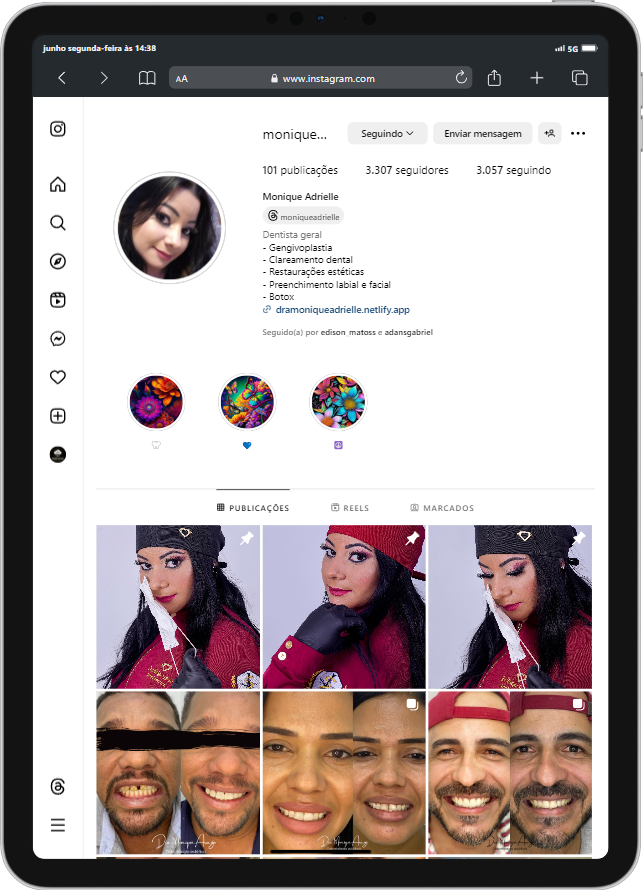 junho segunda-feira às 14:38
5G
AA
www.instagram.com
monique...
Seguindo
Enviar mensagem
101 publicações
3.307 seguidores
3.057 seguindo
Monique Adrielle
moniqueadrielle
Dentista geral
- Gengivoplastia
- Clareamento dental
- Restaurações estéticas
- Preenchimento labial e facial
- Botox
dramoniqueadrielle.netlify.app
Seguido(a) por edison_matoss e adansgabriel
PUBLICAÇÕES
REELS
MARCADOS